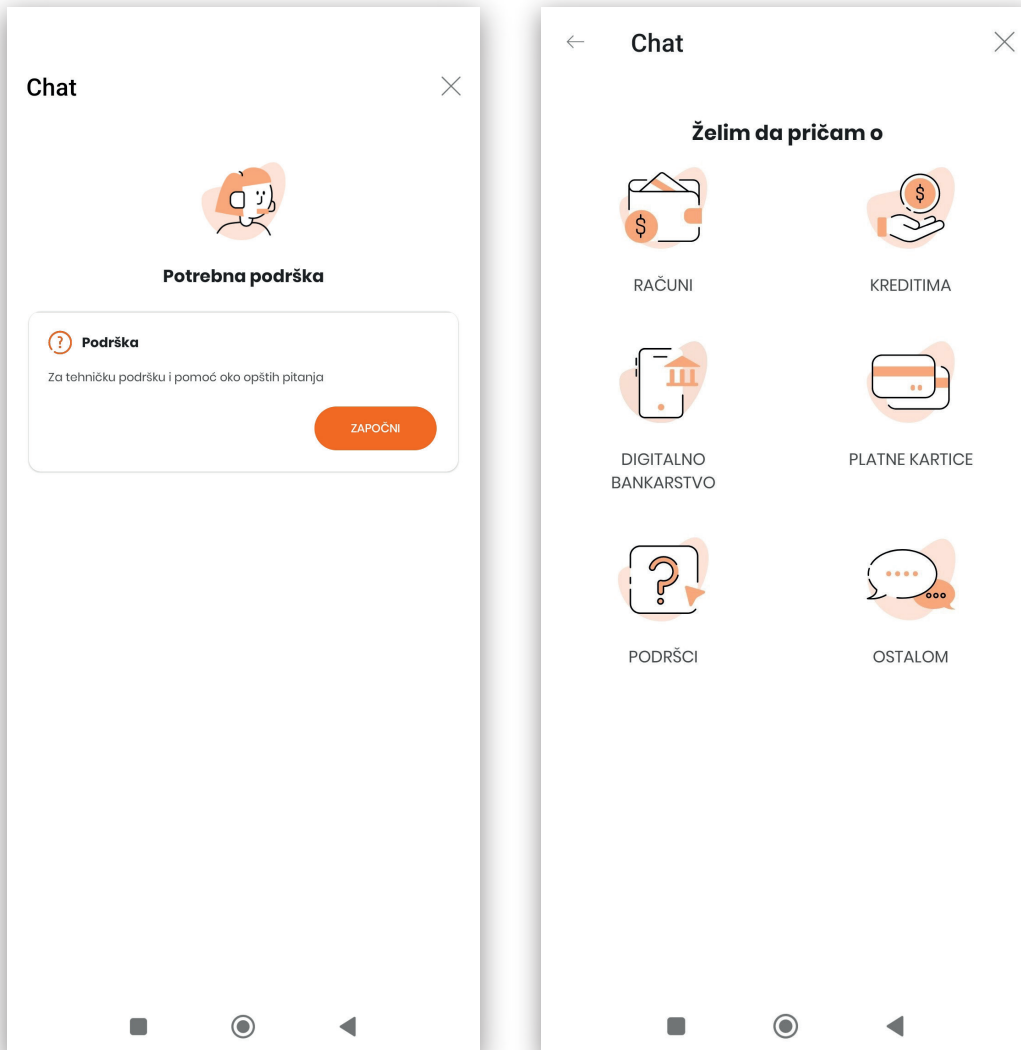 Chat
Potrebna podrška
? Podrška
Za tehničku podršku i pomoć oko opštih pitanja
ZAPOČNI
Chat
Želim da pričam o
$
$
RAČUNI
KREDITIMA
DIGITALNO
BANKARSTVO
PLATNE KARTICE
?
PODRŠCI
OSTALOM